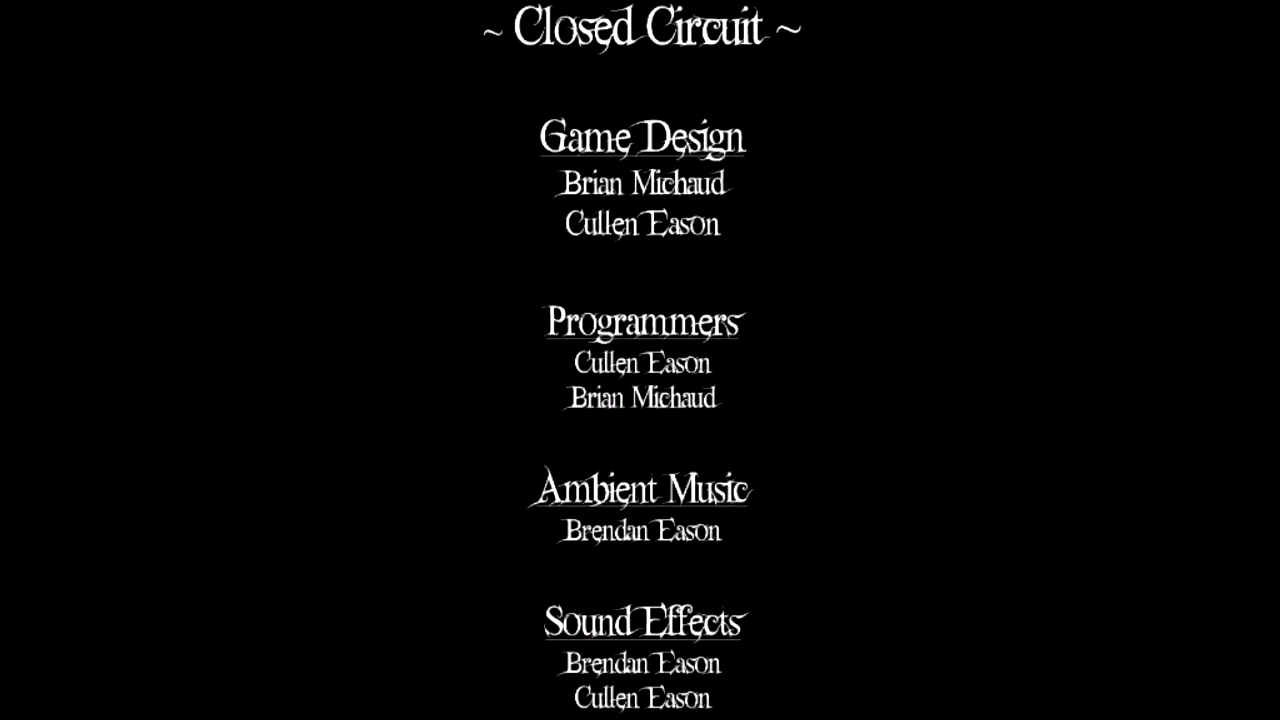 ~ Closed Circuit ~
Game Design
Brian Michaud
Cullen Eason
Programmers
Cullen Eason
Brian Michaud
Ambient Music
Brendan Eason
Sound Effects
Brendan Eason
Cullen Eason